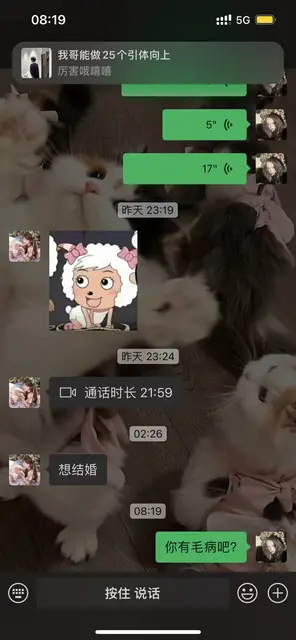 08:19
5G
我哥能做25个引体向上
厉害哦嘻嘻
5"
17"
昨天 23:19
昨天 23:24
通话时长 21:59
02:26
想结婚
08:19
你有毛病吧?
按住 说话